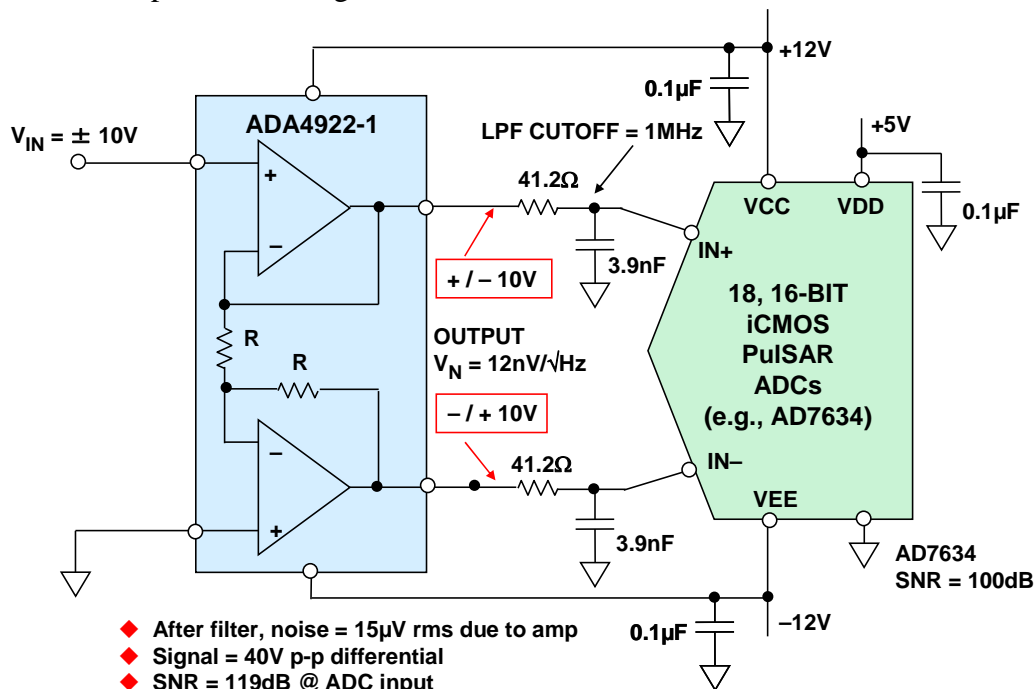 +12V
0.1µF
ADA4922-1
V_IN = ± 10V
LPF CUTOFF = 1MHz
+5V
41.2Ω
VCC
VDD
0.1µF
+
–
IN+
+ / – 10V
3.9nF
18, 16-BIT
iCMOS
PulSAR
ADCs
(e.g., AD7634)
R
R
OUTPUT
V_N = 12nV/√Hz
– / + 10V
–
+
41.2Ω
IN–
VEE
3.9nF
AD7634
SNR = 100dB
–12V
0.1µF
After filter, noise = 15µV rms due to amp
Signal = 40V p-p differential
SNR = 119dB @ ADC input